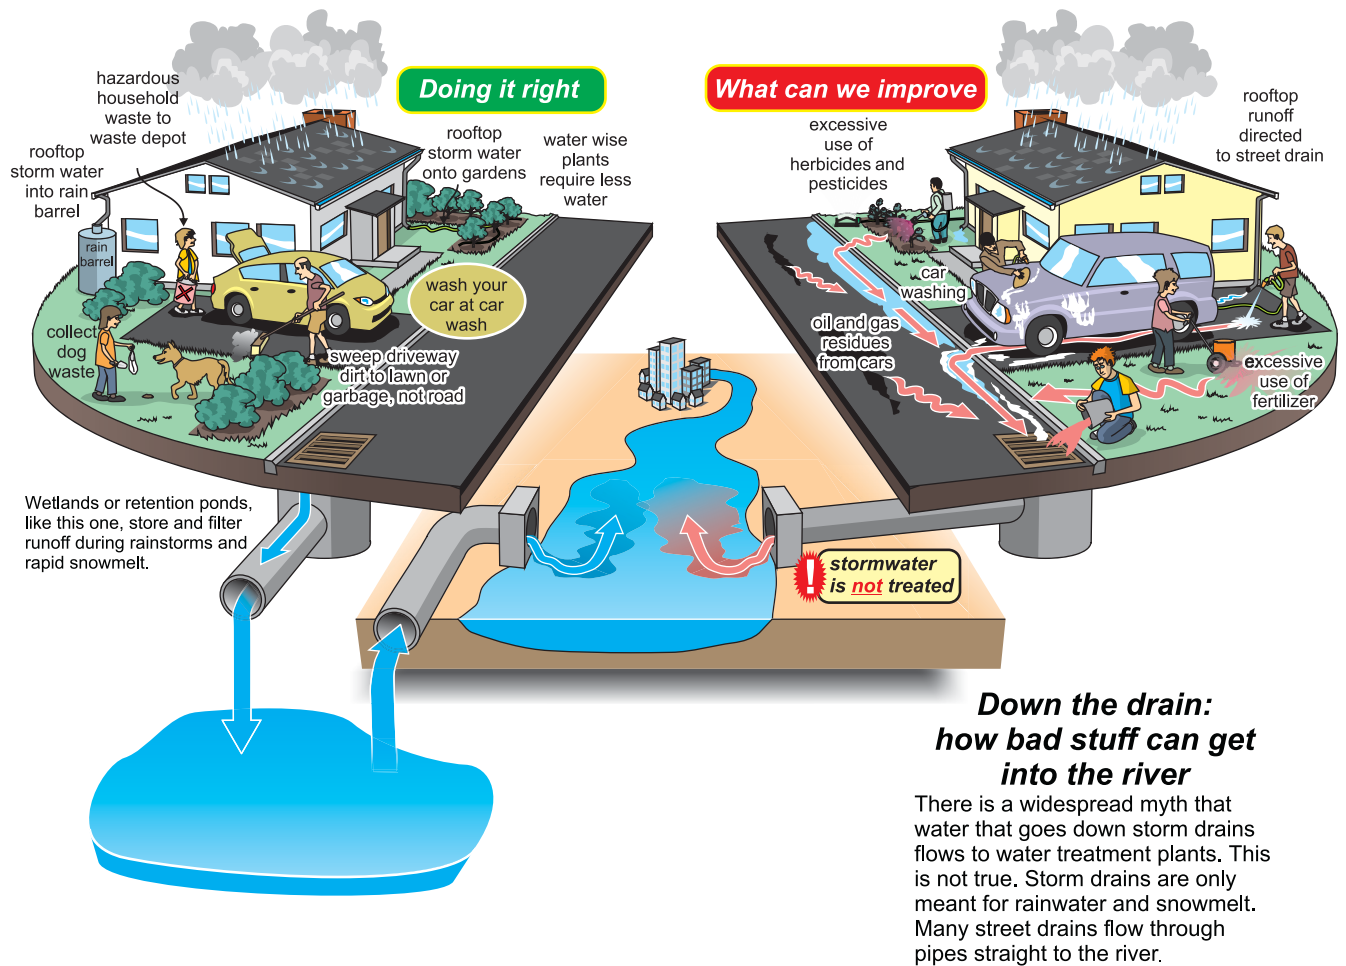 Doing it right
hazardous
household
waste to
waste depot
rooftop
storm water
into rain
barrel
rain
barrel
rooftop
storm water
onto gardens
water wise
plants
require less
water
wash your
car at car
wash
collect
dog
waste
sweep driveway
dirt to lawn or
garbage, not road
Wetlands or retention ponds,
like this one, store and filter
runoff during rainstorms and
rapid snowmelt.
What can we improve
excessive
use of
herbicides and
pesticides
rooftop
runoff
directed
to street drain
car
washing
oil and gas
residues
from cars
excessive
use of
fertilizer
!
stormwater
is not treated
Down the drain:
how bad stuff can get
into the river
There is a widespread myth that
water that goes down storm drains
flows to water treatment plants. This
is not true. Storm drains are only
meant for rainwater and snowmelt.
Many street drains flow through
pipes straight to the river.